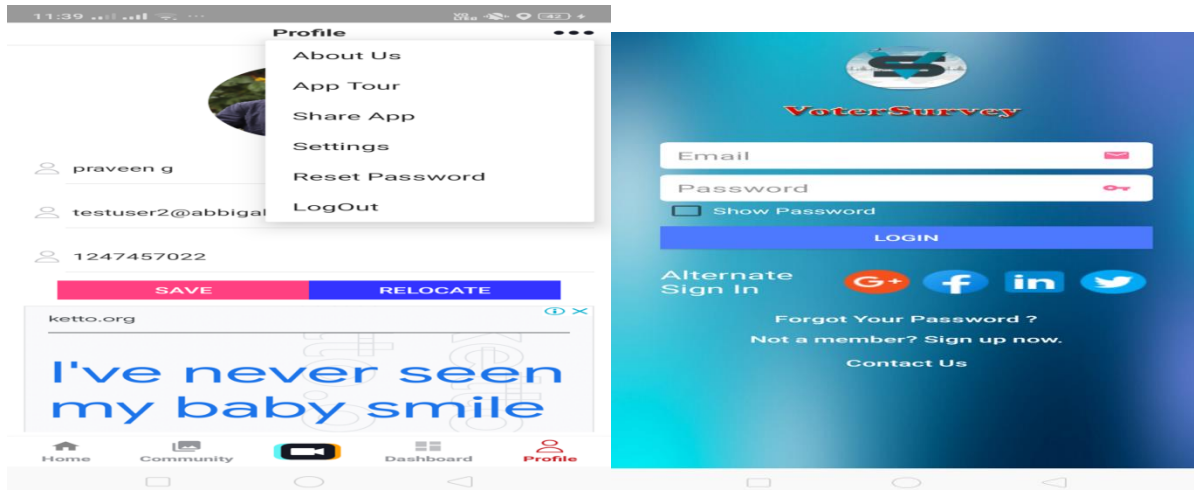 11:39
Profile
About Us
App Tour
Share App
Settings
Reset Password
LogOut
praveen g
testuser2@abbigal
1247457022
SAVE
RELOCATE
ketto.org
I've never seen
my baby smile
Home
Community
Dashboard
Profile
VoterSurvey
Email
Password
Show Password
LOGIN
Alternate
Sign In
G+
f
in
Forgot Your Password ?
Not a member? Sign up now.
Contact Us